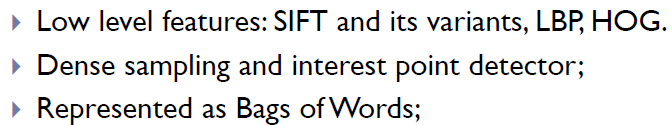 Low level features: SIFT and its variants, LBP, HOG.
Dense sampling and interest point detector;
Represented as Bags of Words;